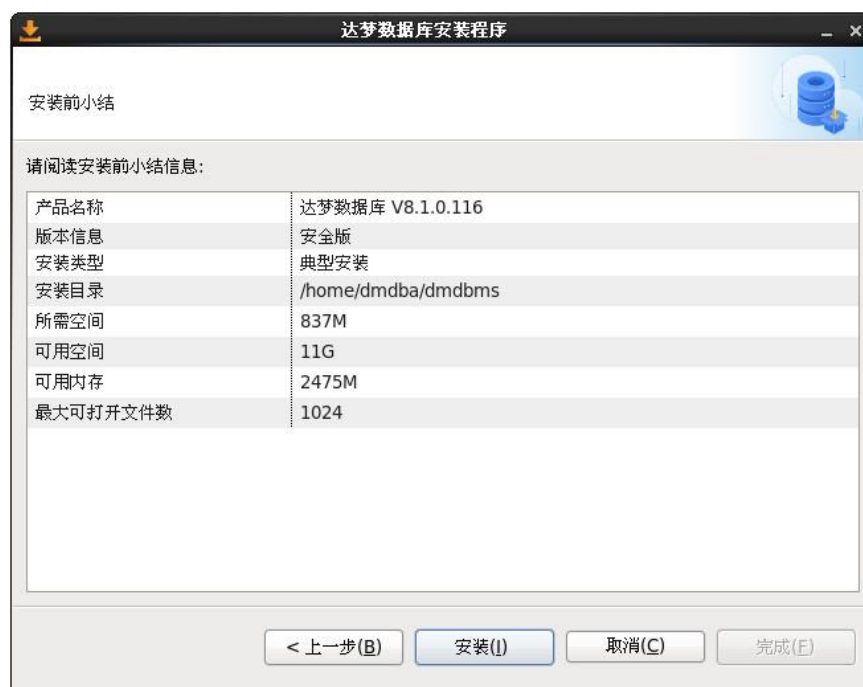 达梦数据库安装程序
安装前小结
请阅读安装前小结信息:
产品名称 达梦数据库 V8.1.0.116
版本信息 安全版
安装类型 典型安装
安装目录 /home/dmdba/dmdbms
所需空间 837M
可用空间 11G
可用内存 2475M
最大可打开文件数 1024
< 上一步(B) 安装(I) 取消(C) 完成(F)